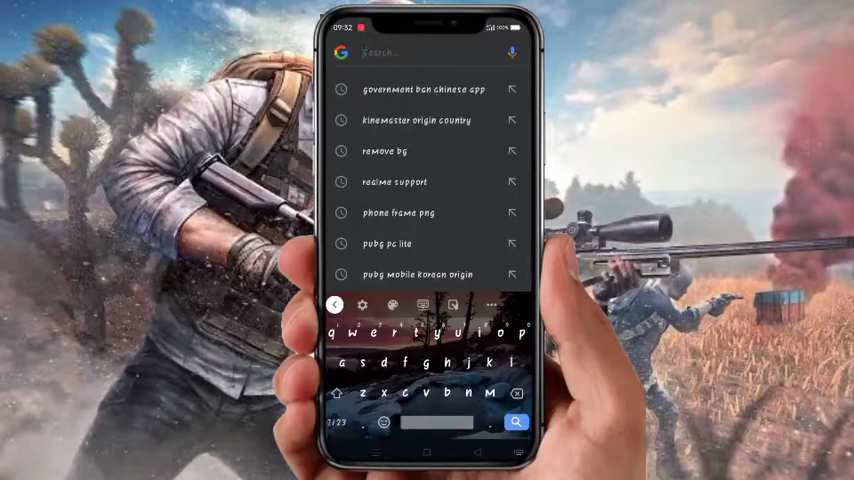 09:32 100%
Search...
government ban chinese app
kinemaster origin country
remove bg
realme support
phone frame png
pubg pc lite
pubg mobile korean origin
q w e r t y u i o p
a s d f g h j k l
z x c v b n m
?123 . .